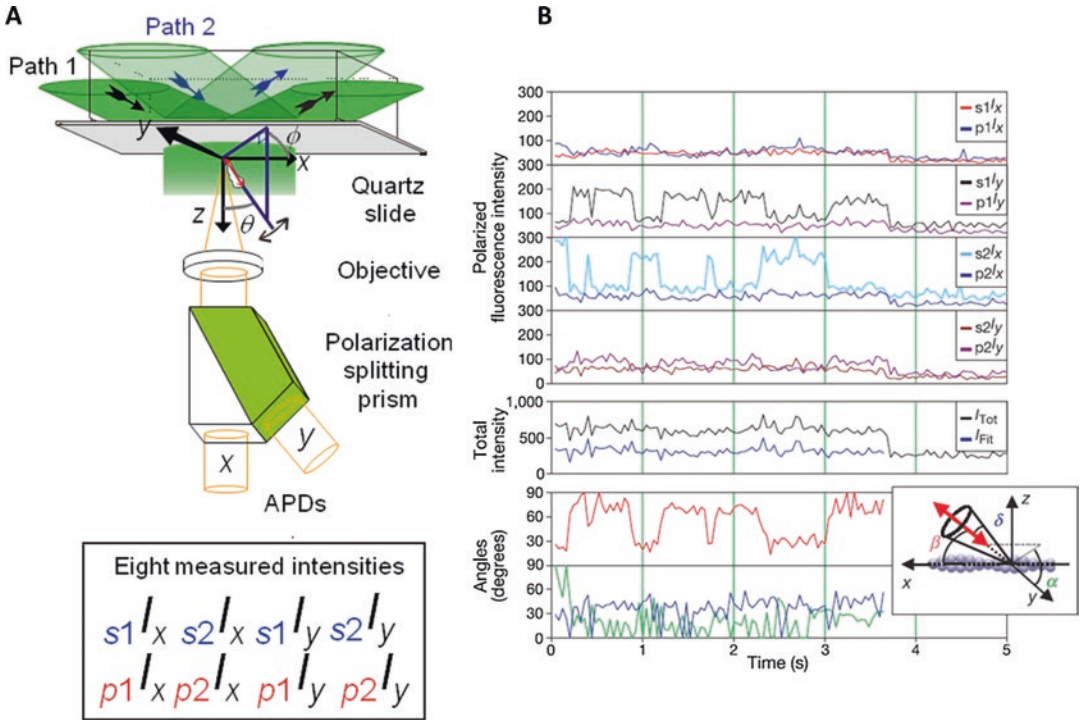 A
Path 2
Path 1
y
ϕ
x
Quartz slide
z
θ
Objective
Polarization splitting prism
x
y
APDs
Eight measured intensities
s1Ix s2Ix s1Iy s2Iy
p1Ix p2Ix p1Iy p2Iy
B
Polarized fluorescence intensity
300
200
100
s1Ix
p1Ix
300
200
100
s1Iy
p1Iy
300
200
100
s2Ix
p2Ix
300
200
100
0
s2Iy
p2Iy
Total intensity
1,000
500
0
ITot
IFit
Angles (degrees)
90
60
30
90
60
30
0
0 1 2 3 4 5
Time (s)
z
δ
β
x
y
α